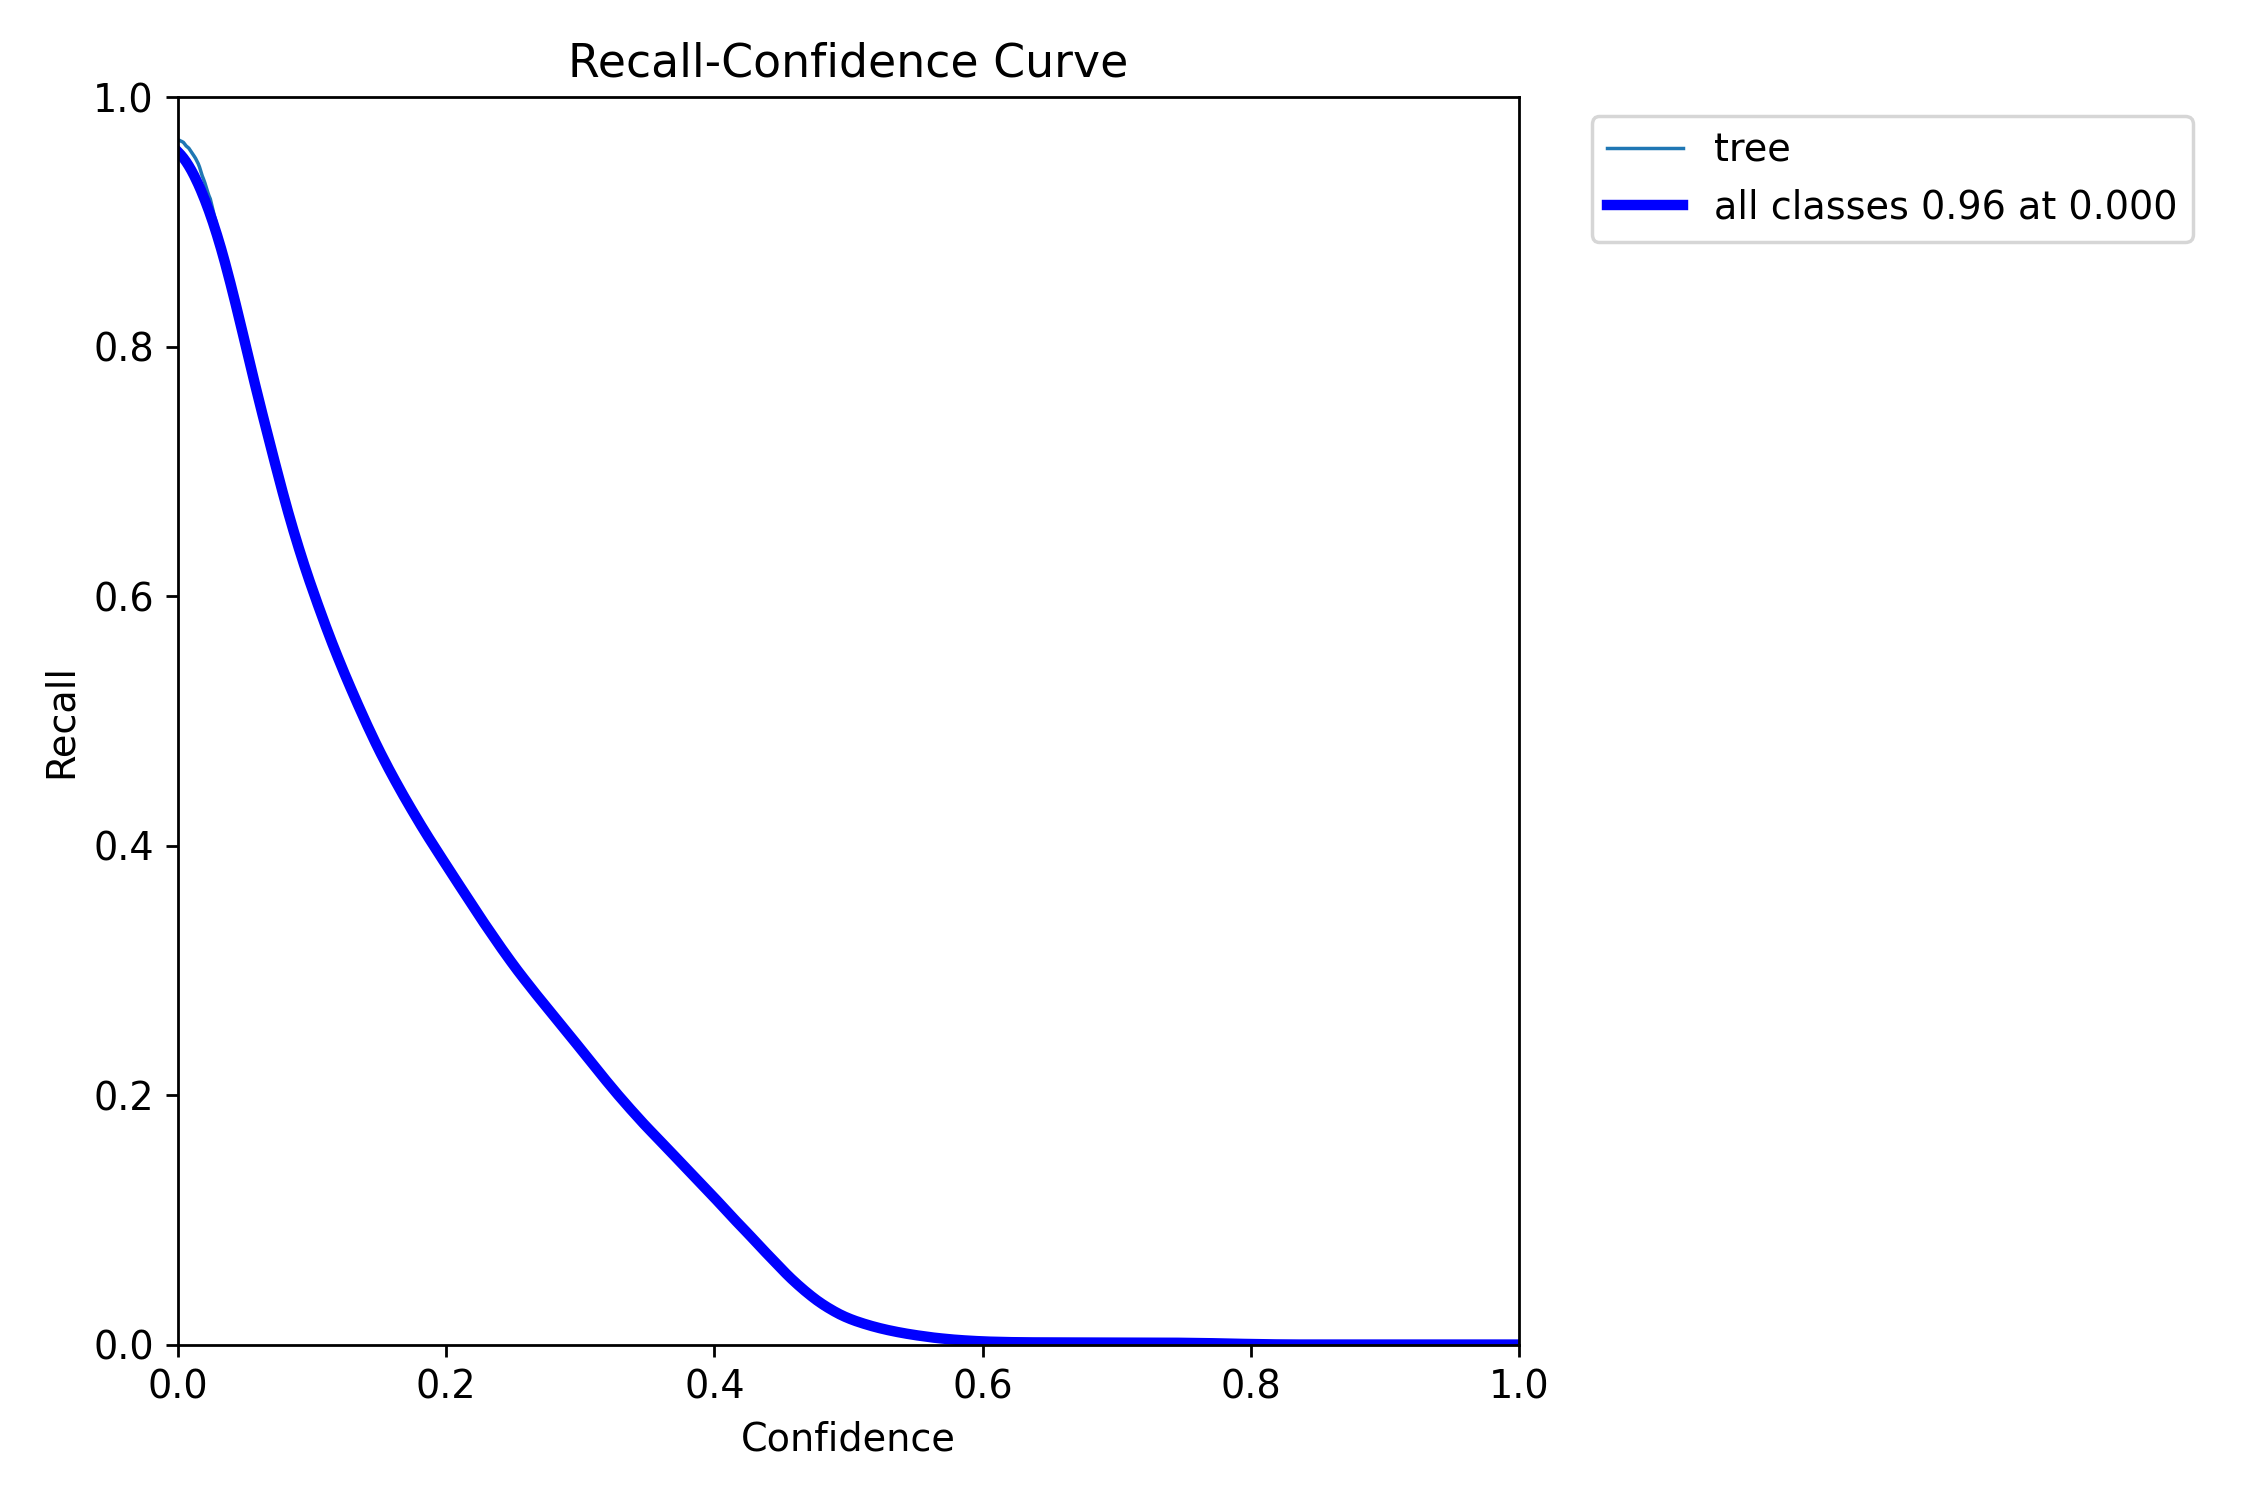 Recall-Confidence Curve
1.0
0.8
0.6
0.4
0.2
0.0
Recall
0.0 0.2 0.4 0.6 0.8 1.0
Confidence
tree
all classes 0.96 at 0.000